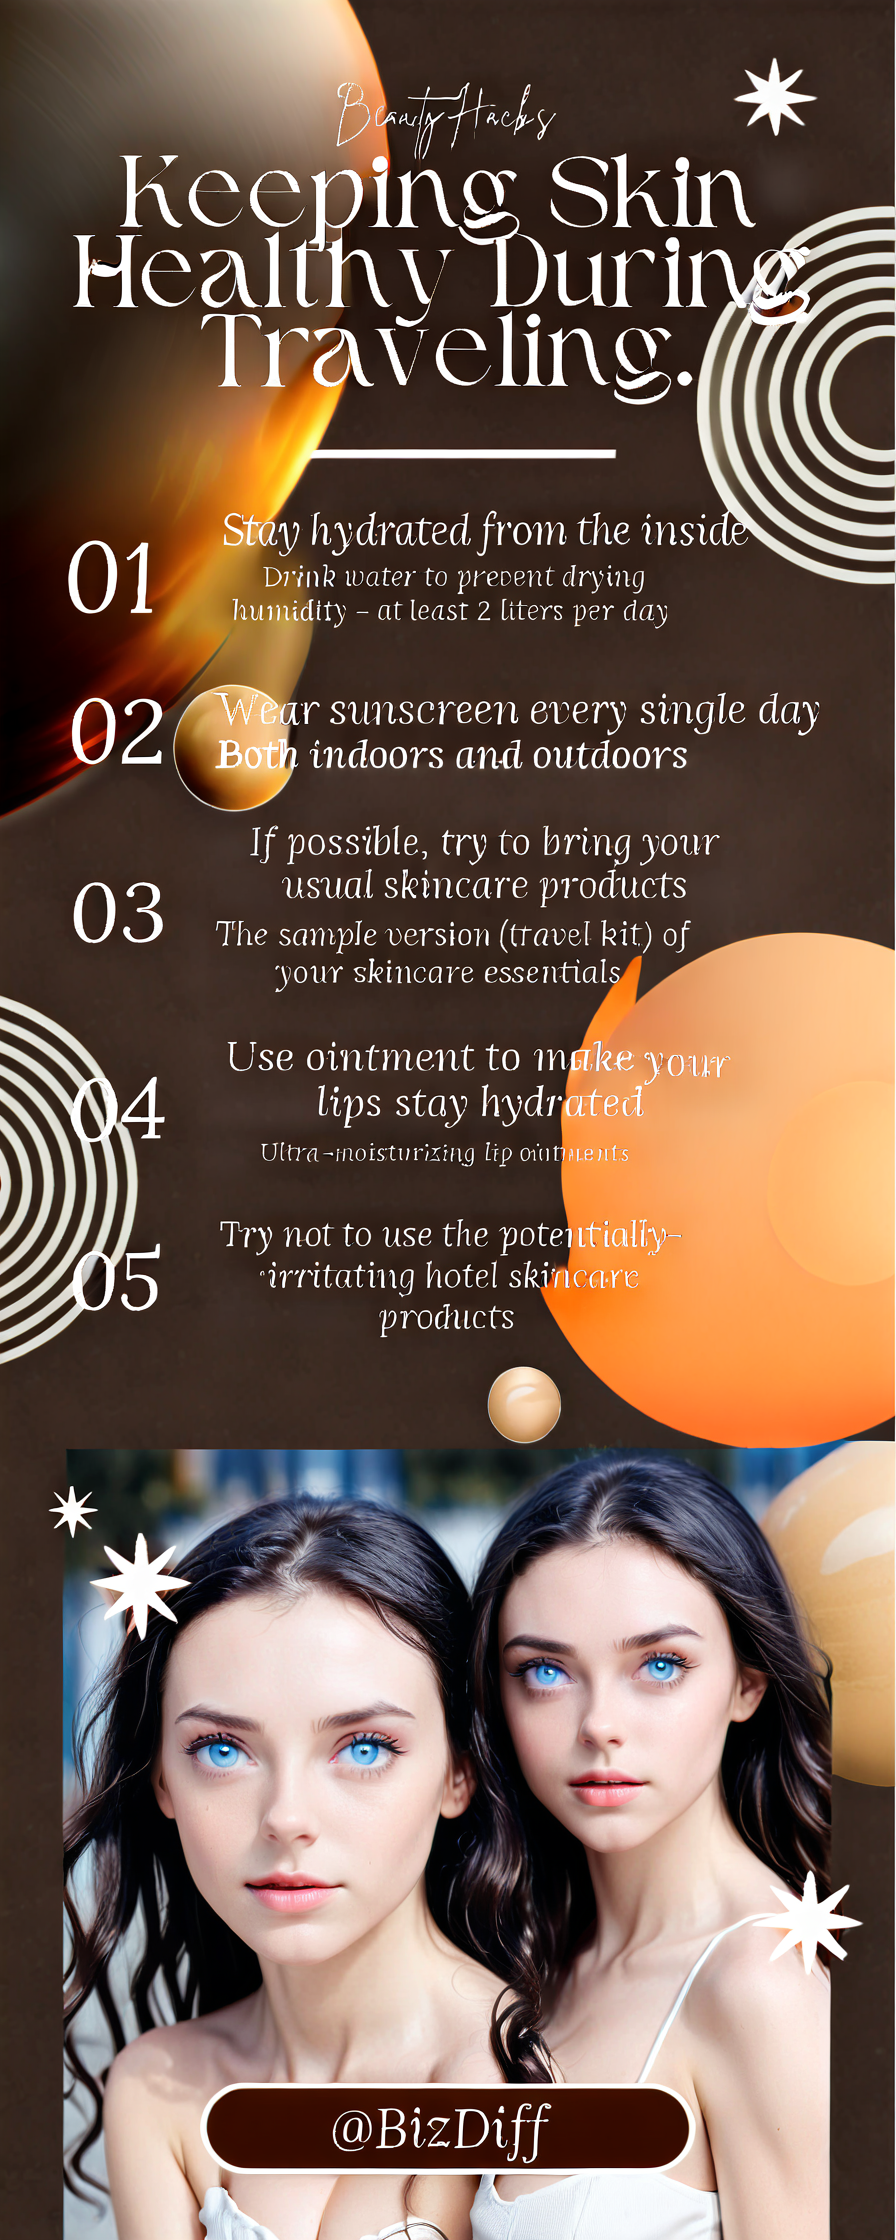 Beauty Hacks
Keeping Skin
Healthy During
Traveling.
01
Stay hydrated from the inside
Drink water to prevent drying
humidity - at least 2 liters per day
02
Wear sunscreen every single day
Both indoors and outdoors
03
If possible, try to bring your
usual skincare products
The sample version (travel kit) of
your skincare essentials
04
Use ointment to make your
lips stay hydrated
Ultra-moisturizing lip ointments
05
Try not to use the potentially-
irritating hotel skincare
products
@BizDiff